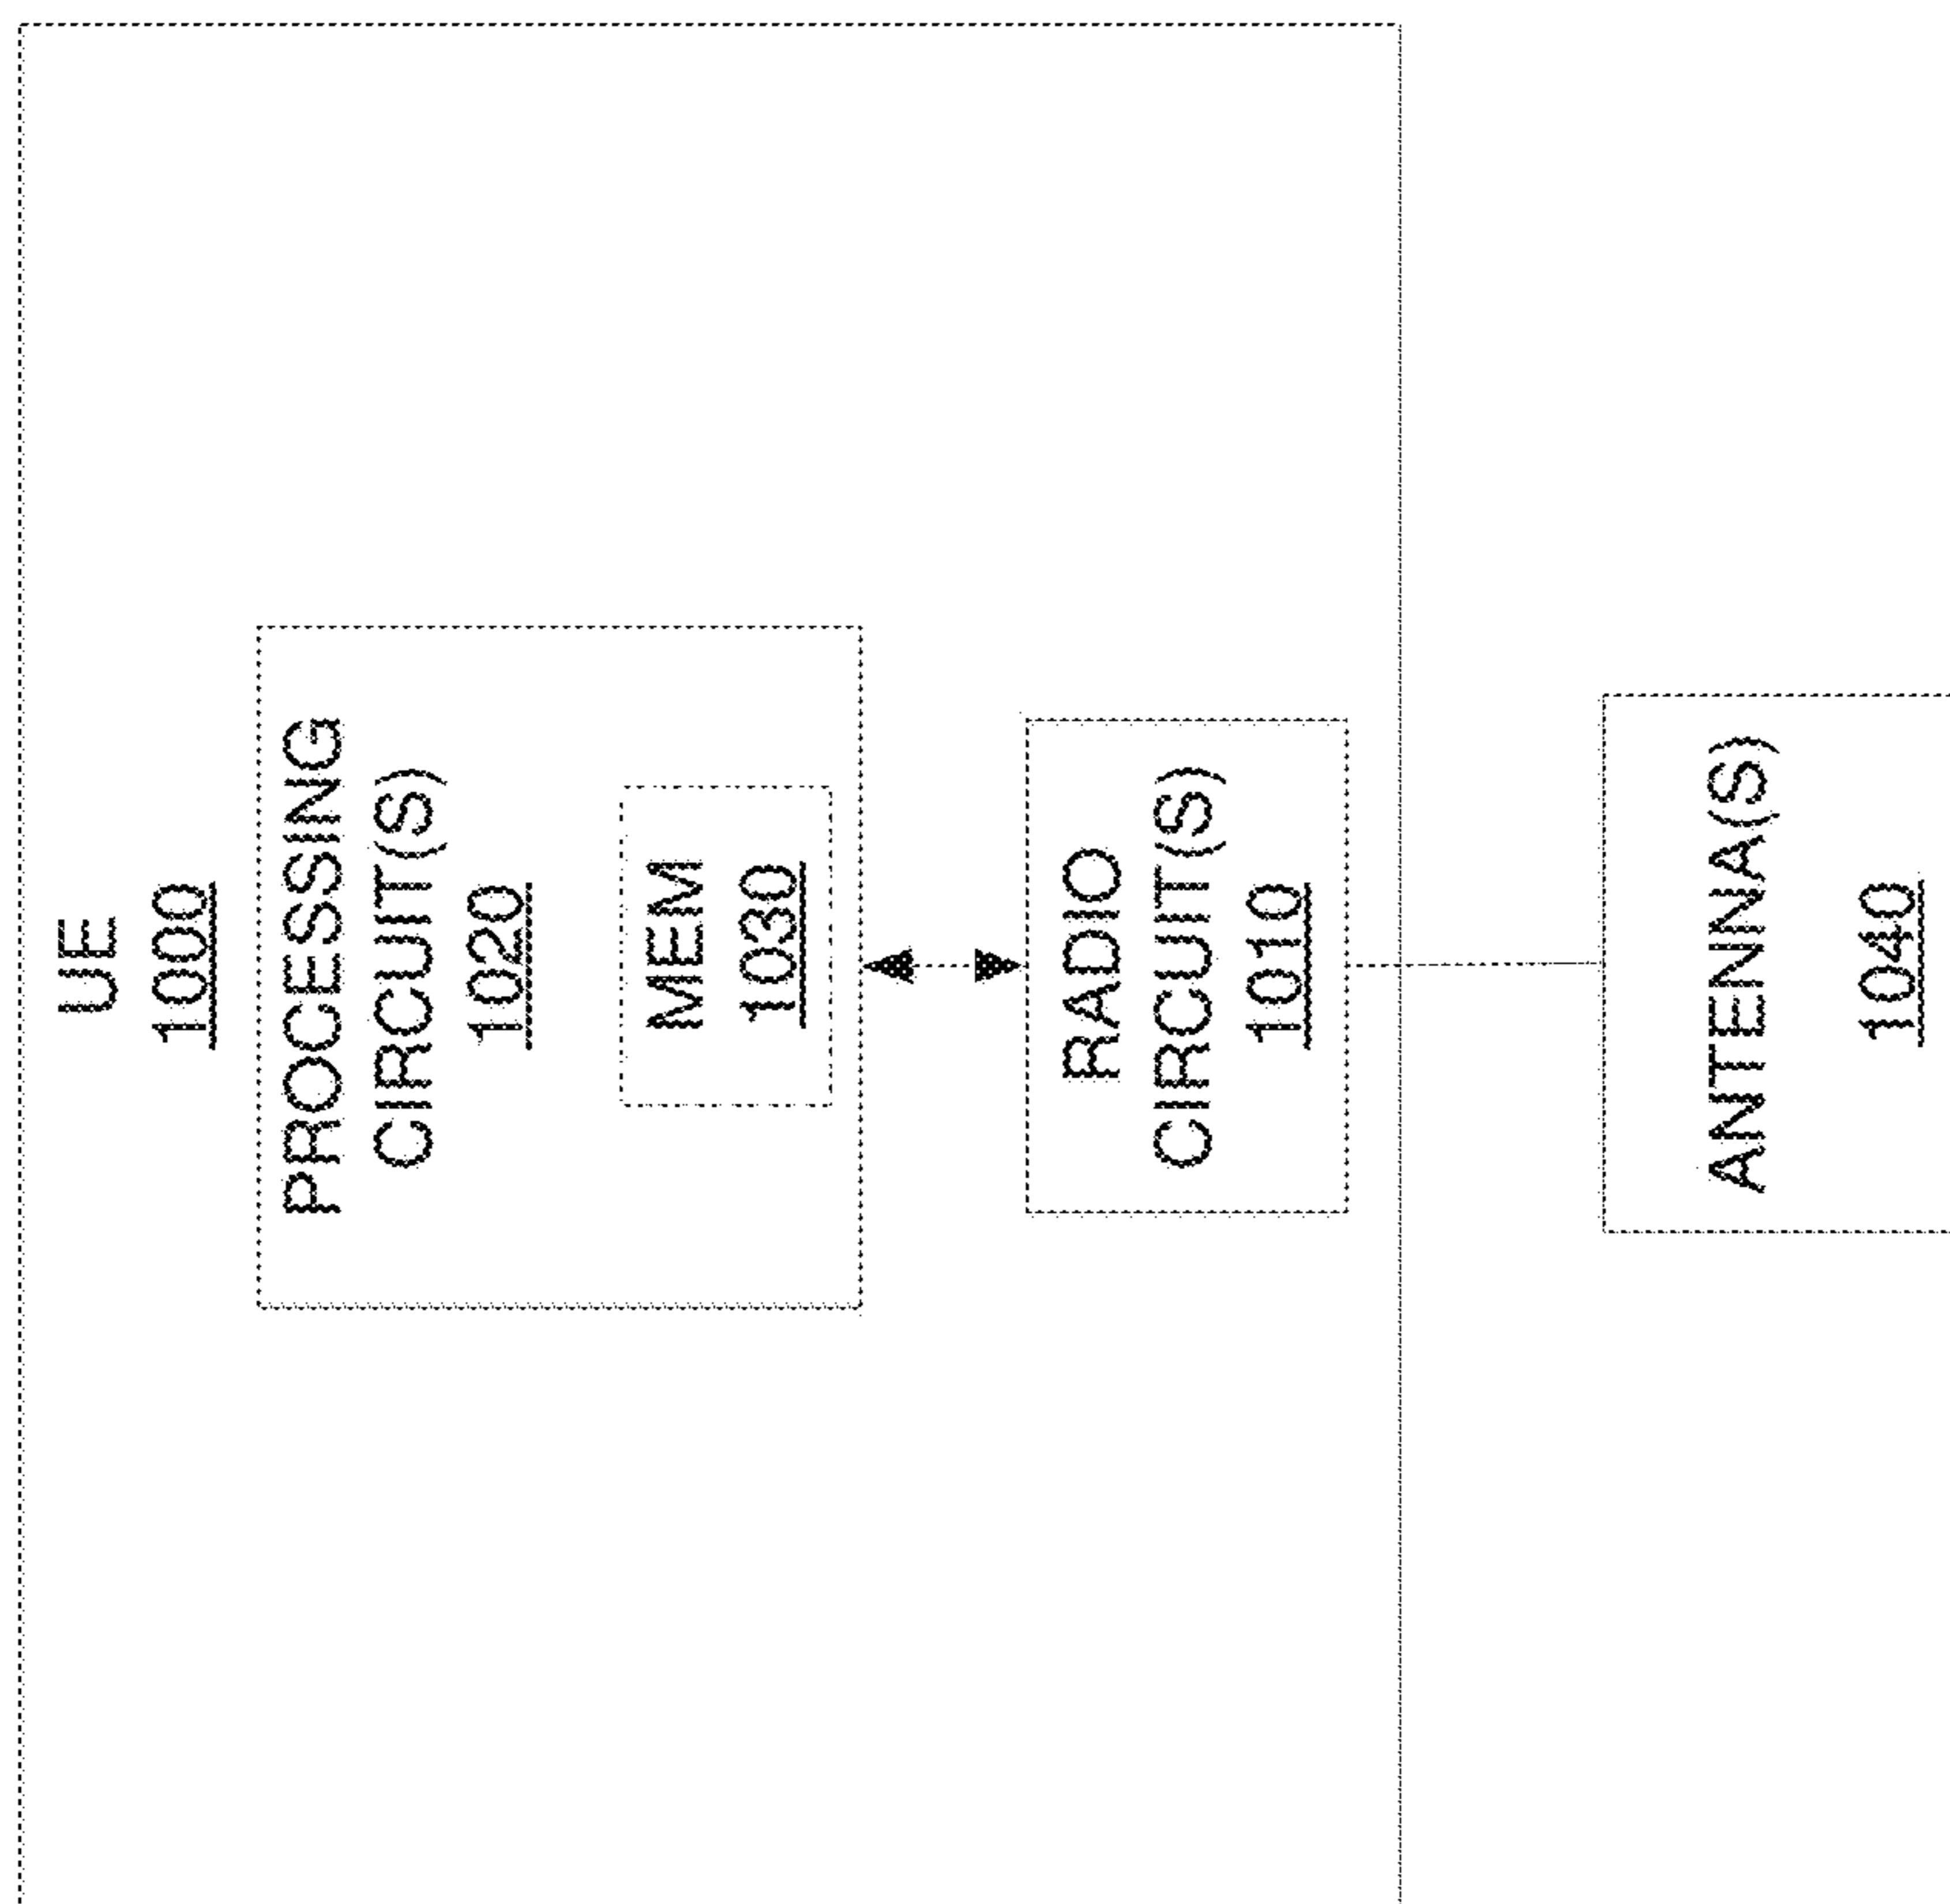 UE
1000
PROCESSING
CIRCUIT(S)
1020
MEM
1030
RADIO
CIRCUIT(S)
1010
ANTENNA(S)
1040